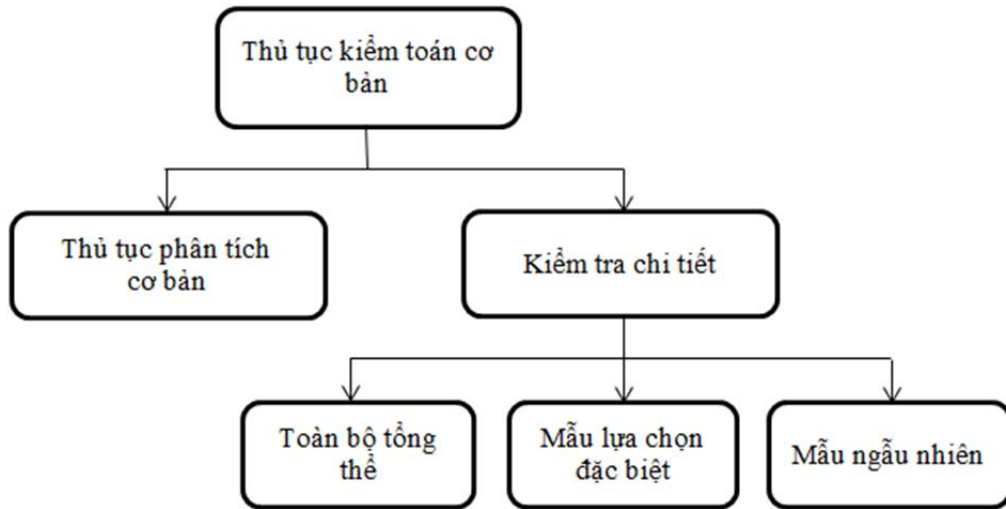 Thủ tục kiểm toán cơ
bản
Thủ tục phân tích
cơ bản
Kiểm tra chi tiết
Toàn bộ tổng
thể
Mẫu lựa chọn
đặc biệt
Mẫu ngẫu nhiên